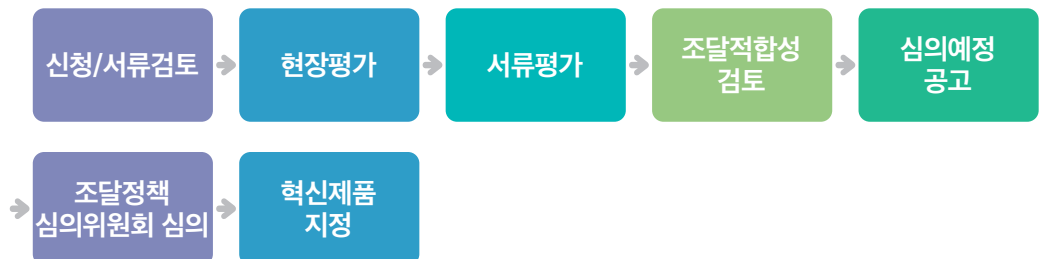 신청/서류검토
현장평가
서류평가
조달적합성
검토
심의예정
공고
조달정책
심의위원회 심의
혁신제품
지정